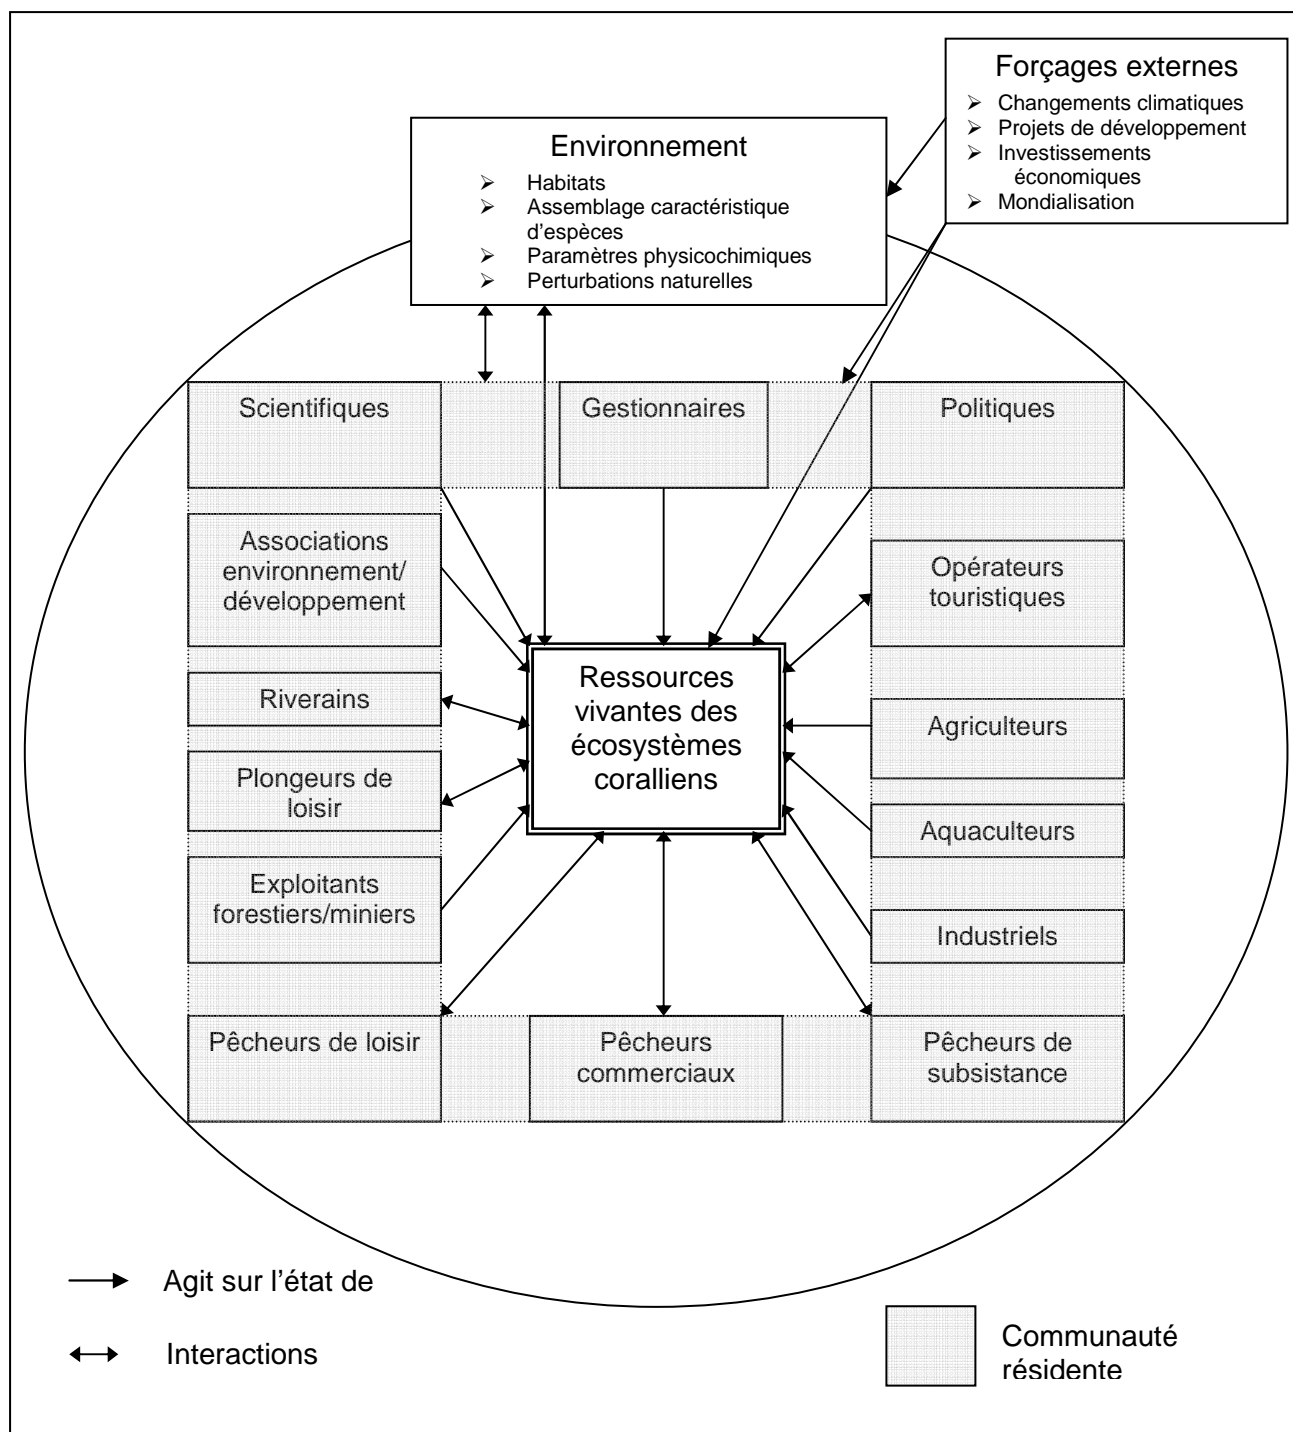 Forçages externes
➢ Changements climatiques
➢ Projets de développement
➢ Investissements
économiques
➢ Mondialisation
Environnement
➢ Habitats
➢ Assemblage caractéristique
d'espèces
➢ Paramètres physicochimiques
➢ Perturbations naturelles
Scientifiques
Gestionnaires
Politiques
Associations
environnement/
développement
Opérateurs
touristiques
Ressources
vivantes des
écosystèmes
coralliens
Riverains
Agriculteurs
Plongeurs de
loisir
Aquaculteurs
Exploitants
forestiers/miniers
Industriels
Pêcheurs de loisir
Pêcheurs
commerciaux
Pêcheurs de
subsistance
Agit sur l'état de
Interactions
Communauté
résidente